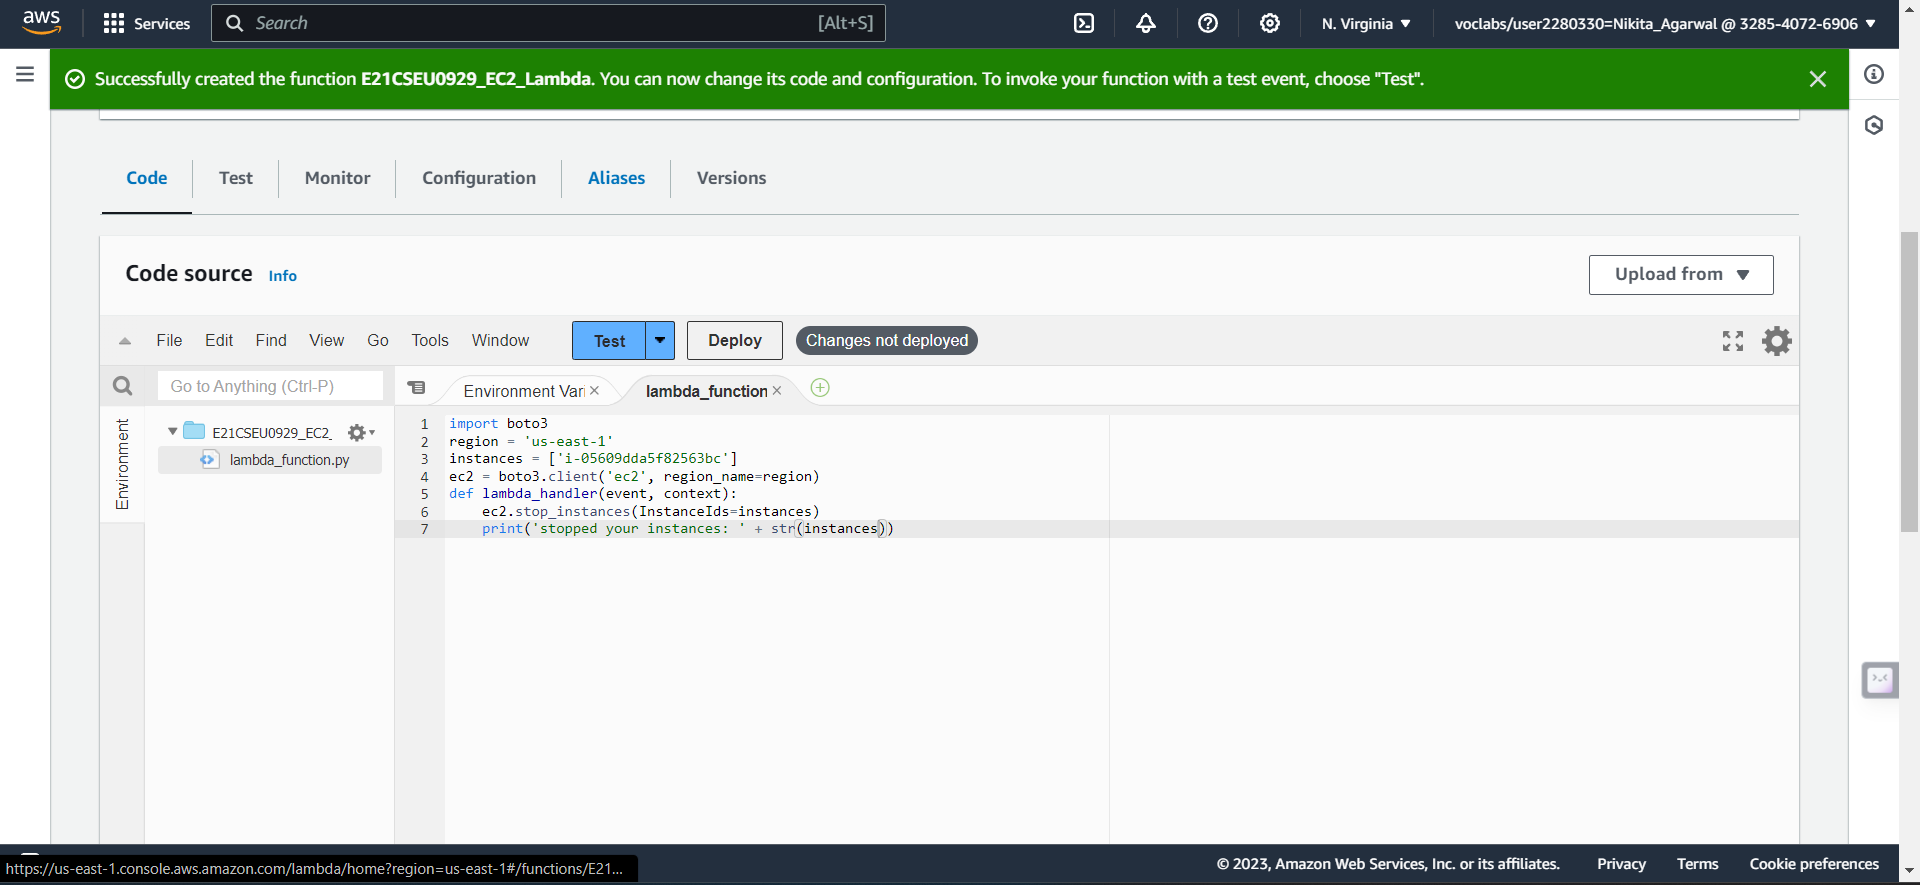 aws Services Search [Alt+S] N. Virginia voclabs/user2280330=Nikita_Agarwal @ 3285-4072-6906
Successfully created the function E21CSEU0929_EC2_Lambda. You can now change its code and configuration. To invoke your function with a test event, choose "Test".
Code Test Monitor Configuration Aliases Versions
Code source Info Upload from
File Edit Find View Go Tools Window Test Deploy Changes not deployed
Go to Anything (Ctrl-P) Environment Vari lambda_function
Environment
E21CSEU0929_EC2_
lambda_function.py
1 import boto3
2 region = 'us-east-1'
3 instances = ['i-05609dda5f82563bc']
4 ec2 = boto3.client('ec2', region_name=region)
5 def lambda_handler(event, context):
6 ec2.stop_instances(InstanceIds=instances)
7 print('stopped your instances: ' + str(instances))
https://us-east-1.console.aws.amazon.com/lambda/home?region=us-east-1#/functions/E21...
© 2023, Amazon Web Services, Inc. or its affiliates. Privacy Terms Cookie preferences